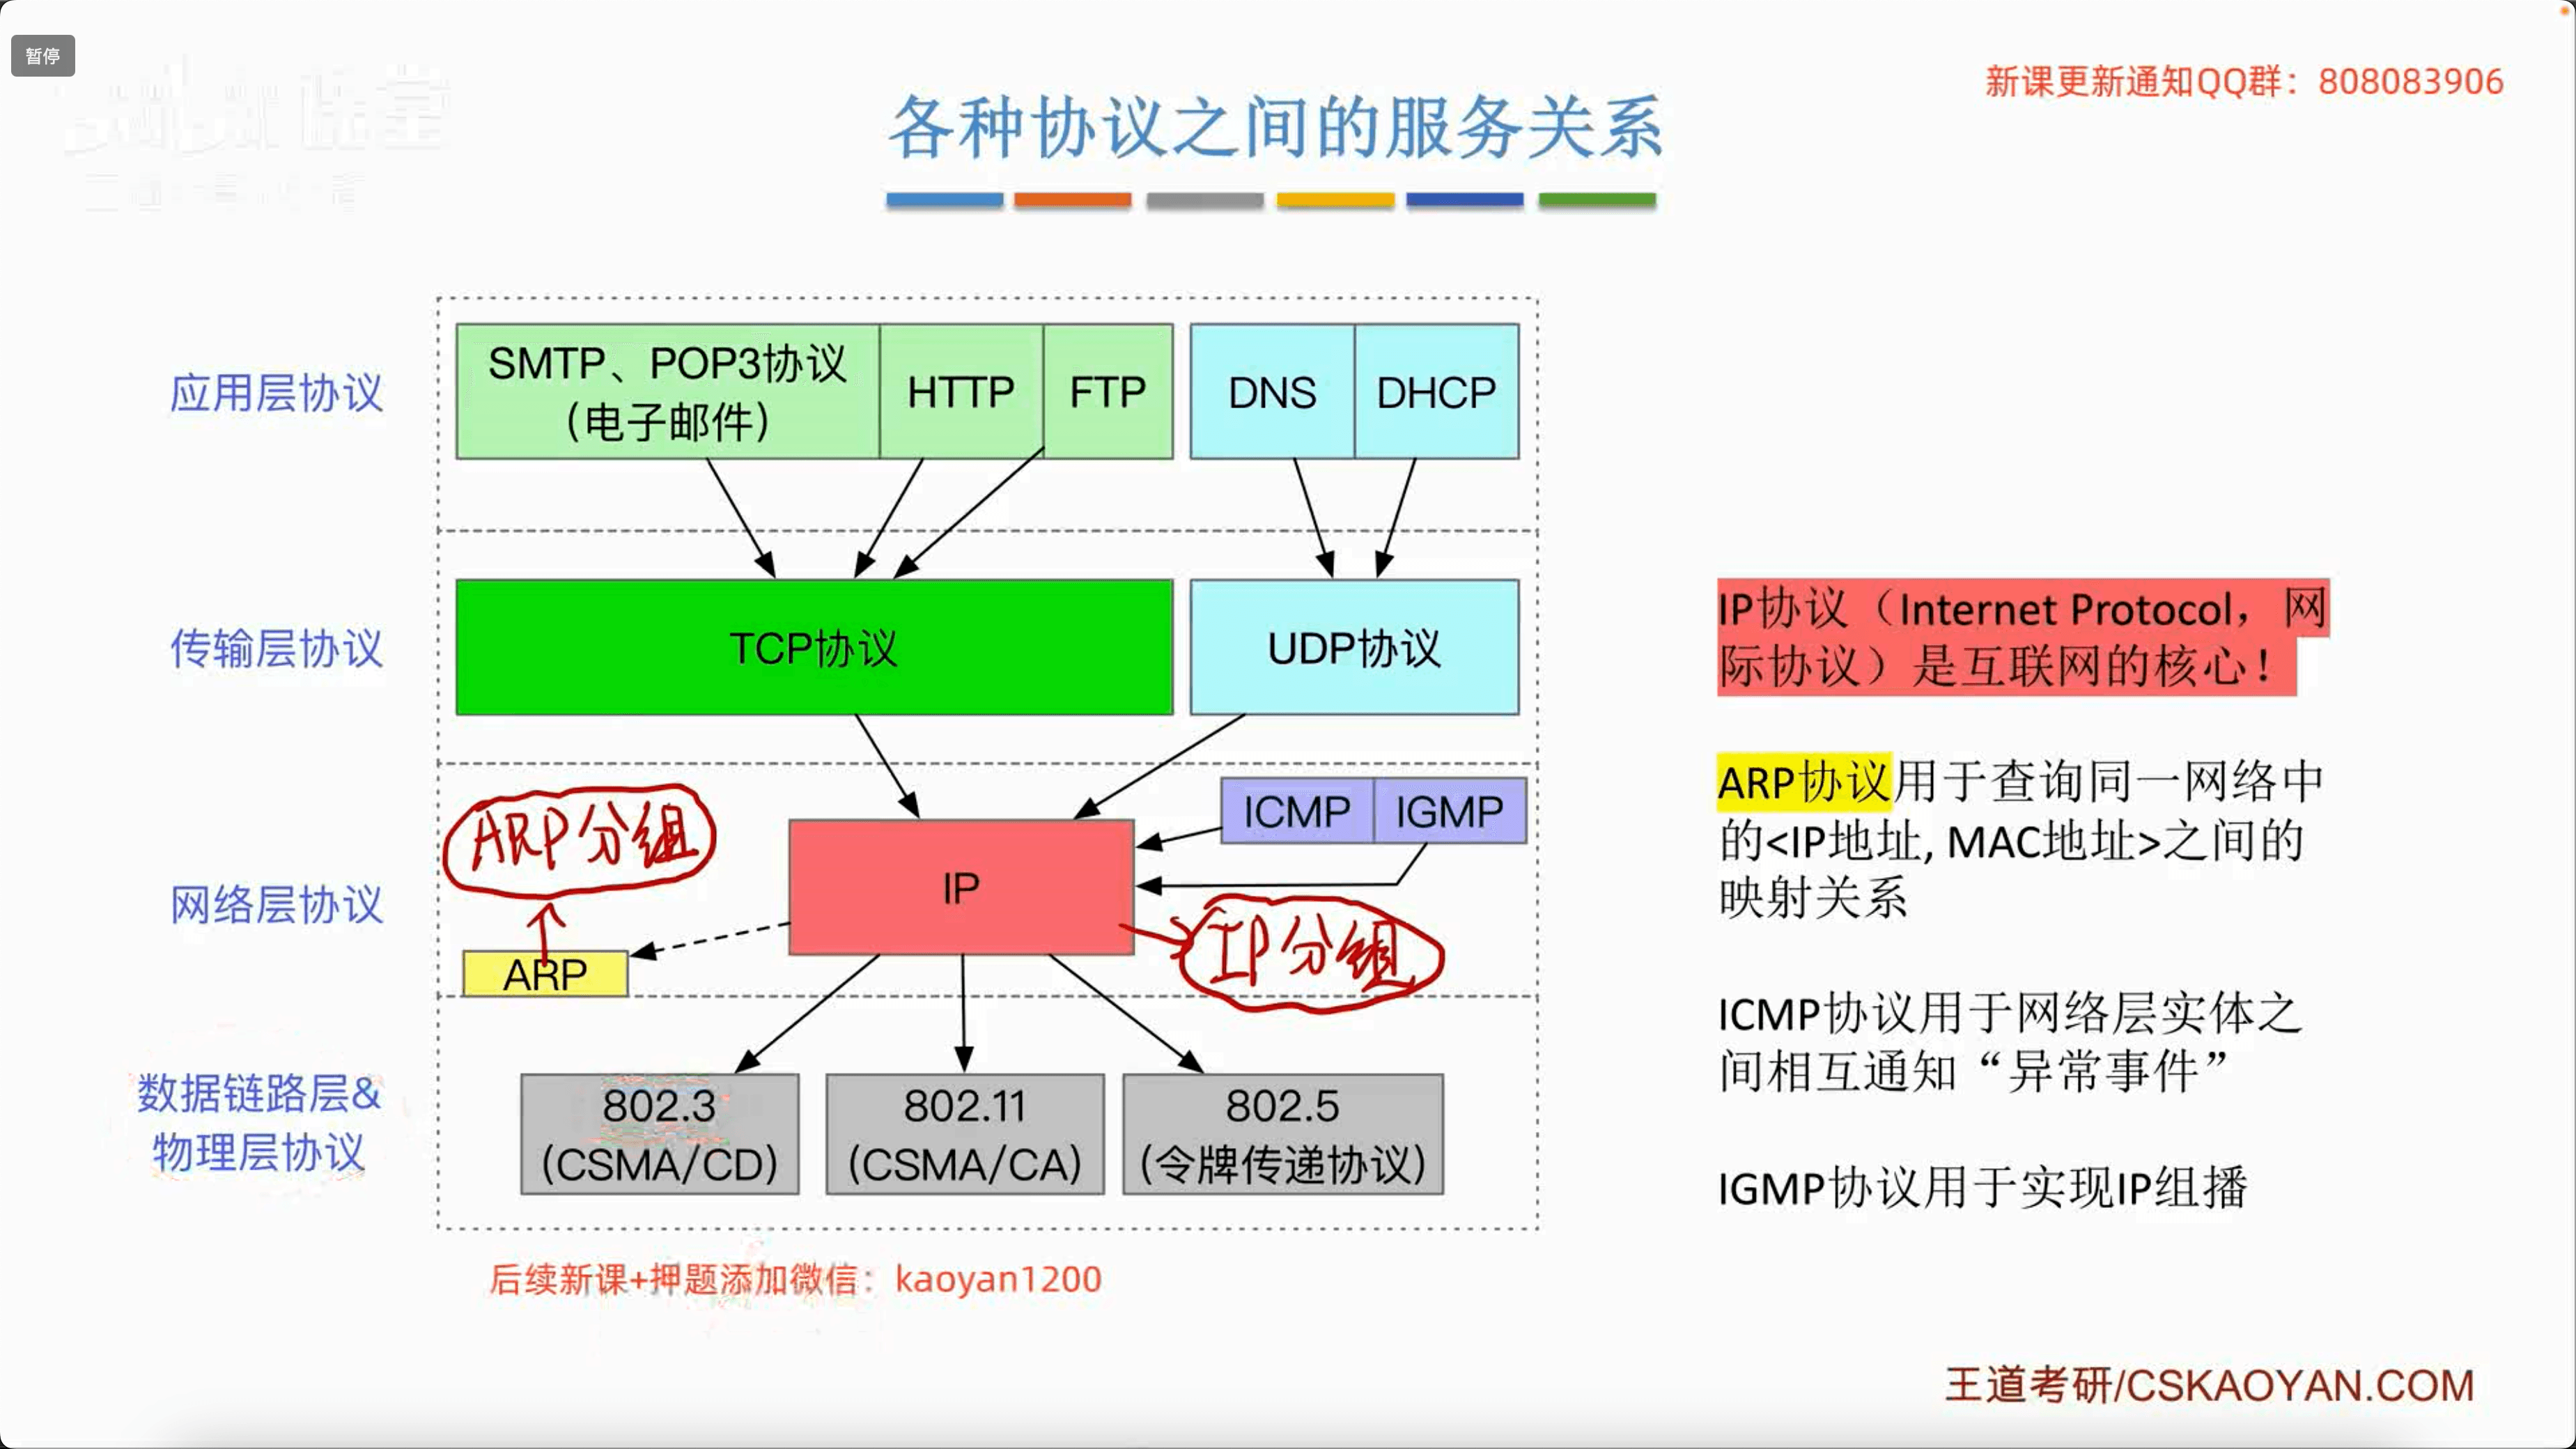 暂停
新课更新通知QQ群：808083906
各种协议之间的服务关系
应用层协议
SMTP、POP3协议
（电子邮件）
HTTP
FTP
DNS
DHCP
传输层协议
TCP协议
UDP协议
网络层协议
ARP分组
ICMP
IGMP
IP
IP分组
ARP
数据链路层&
物理层协议
802.3
(CSMA/CD)
802.11
(CSMA/CA)
802.5
(令牌传递协议)
IP协议（Internet Protocol，网
际协议）是互联网的核心！
ARP协议用于查询同一网络中
的<IP地址, MAC地址>之间的
映射关系
ICMP协议用于网络层实体之
间相互通知“异常事件”
IGMP协议用于实现IP组播
后续新课+押题添加微信：kaoyan1200
王道考研/CSKAOYAN.COM